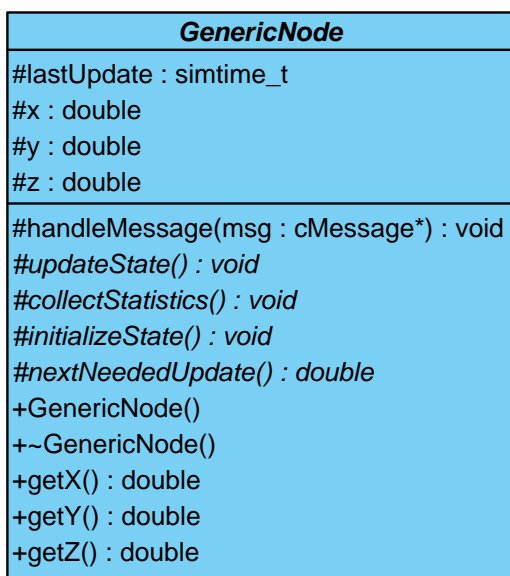 GenericNode
#lastUpdate : simtime_t
#x : double
#y : double
#z : double
#handleMessage(msg : cMessage*) : void
#updateState() : void
#collectStatistics() : void
#initializeState() : void
#nextNeededUpdate() : double
+GenericNode()
+~GenericNode()
+getX() : double
+getY() : double
+getZ() : double